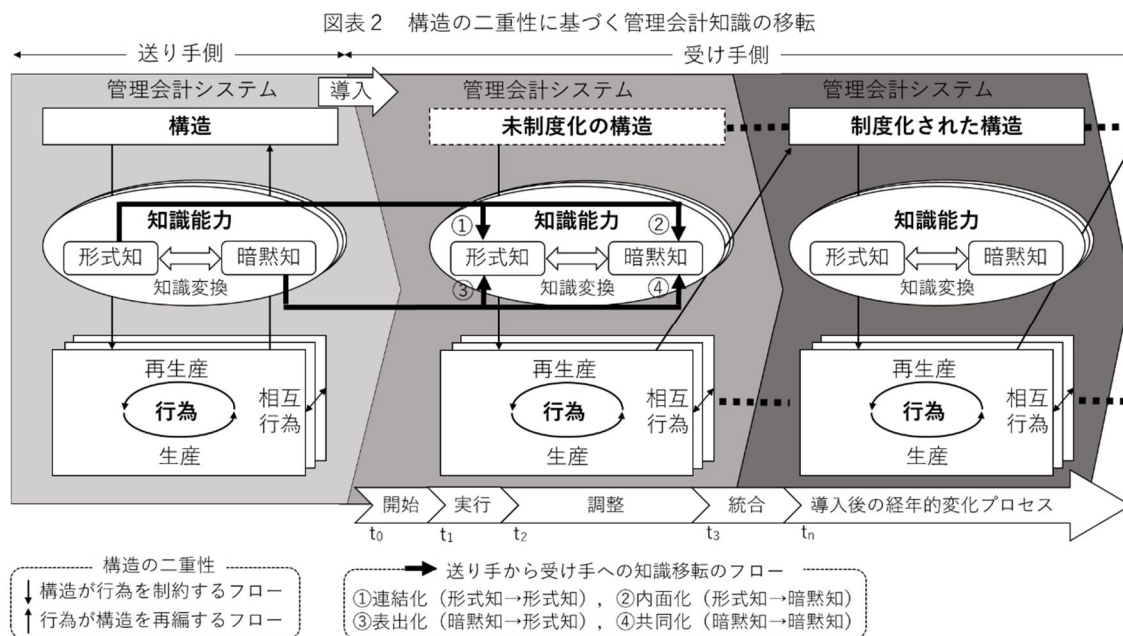 図表２　構造の二重性に基づく管理会計知識の移転
送り手側
受け手側
管理会計システム
導入
管理会計システム
管理会計システム
構造
未制度化の構造
制度化された構造
知識能力
形式知
暗黙知
知識変換
①
②
知識能力
形式知
暗黙知
③
④
知識変換
知識能力
形式知
暗黙知
知識変換
再生産
行為
生産
相互
行為
再生産
行為
生産
相互
行為
再生産
行為
生産
相互
行為
開始
実行
調整
統合
導入後の経年的変化プロセス
t0
t1
t2
t3
tn
構造の二重性
構造が行為を制約するフロー
行為が構造を再編するフロー
送り手から受け手への知識移転のフロー
①連結化（形式知→形式知），②内面化（形式知→暗黙知）
③表出化（暗黙知→形式知），④共同化（暗黙知→暗黙知）